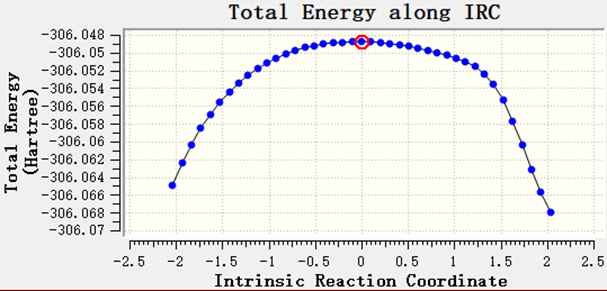 Total Energy along IRC
Total Energy
(Hartree)
-306.048
-306.05
-306.052
-306.054
-306.056
-306.058
-306.06
-306.062
-306.064
-306.066
-306.068
-306.07
-2.5 -2 -1.5 -1 -0.5 0 0.5 1 1.5 2 2.5
Intrinsic Reaction Coordinate